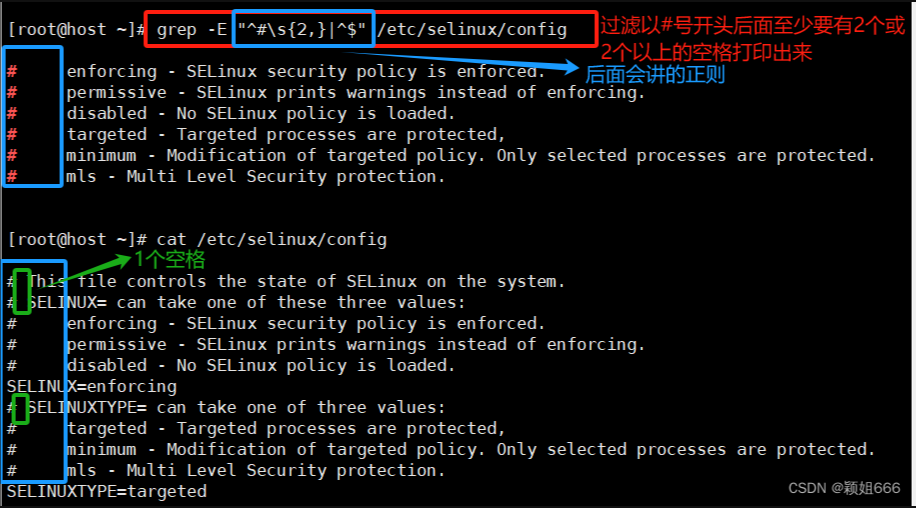 [root@host ~]# grep -E "^#\s{2,}|^$" /etc/selinux/config
过滤以#号开头后面至少要有2个或
2个以上的空格打印出来
后面会讲的正则
#     enforcing - SELinux security policy is enforced.
#     permissive - SELinux prints warnings instead of enforcing.
#     disabled - No SELinux policy is loaded.
#     targeted - Targeted processes are protected,
#     minimum - Modification of targeted policy. Only selected processes are protected.
#     mls - Multi Level Security protection.
[root@host ~]# cat /etc/selinux/config
1个空格
# This file controls the state of SELinux on the system.
# SELINUX= can take one of these three values:
#     enforcing - SELinux security policy is enforced.
#     permissive - SELinux prints warnings instead of enforcing.
#     disabled - No SELinux policy is loaded.
SELINUX=enforcing
# SELINUXTYPE= can take one of three values:
#     targeted - Targeted processes are protected,
#     minimum - Modification of targeted policy. Only selected processes are protected.
#     mls - Multi Level Security protection.
SELINUXTYPE=targeted
CSDN @颖姐666